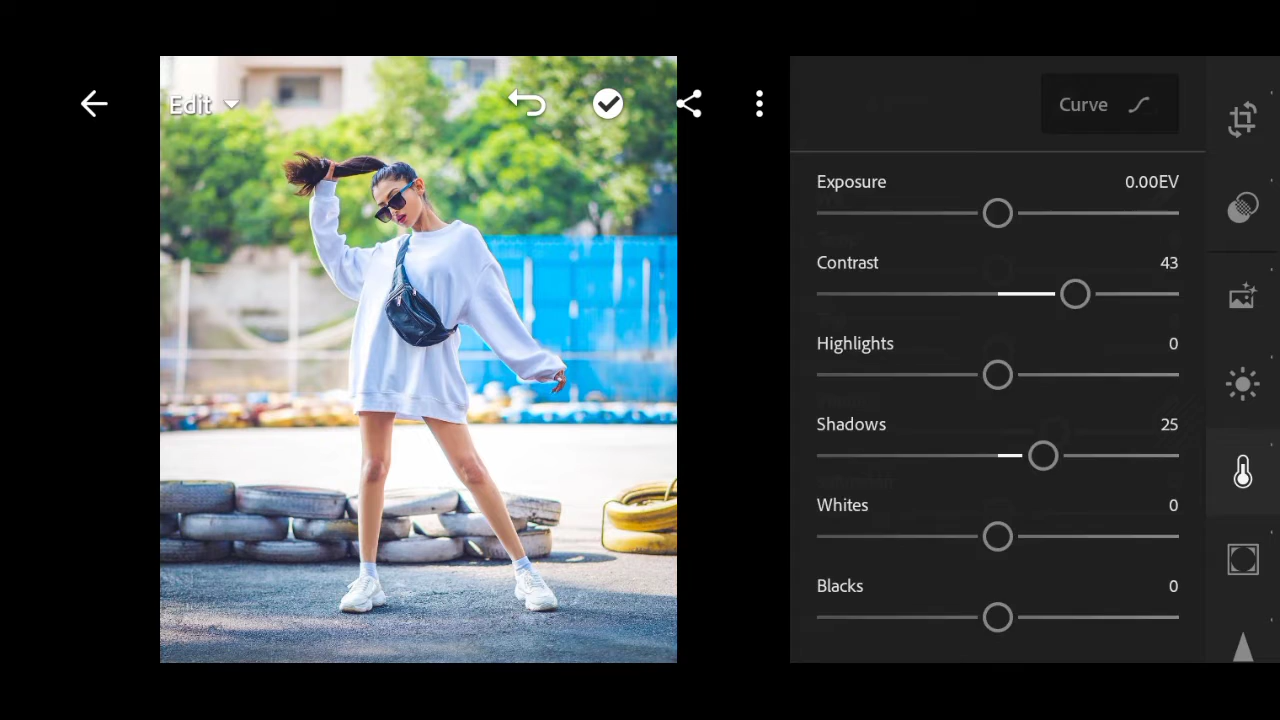 Edit
Curve
Exposure 0.00EV
Contrast 43
Highlights 0
Shadows 25
Whites 0
Blacks 0